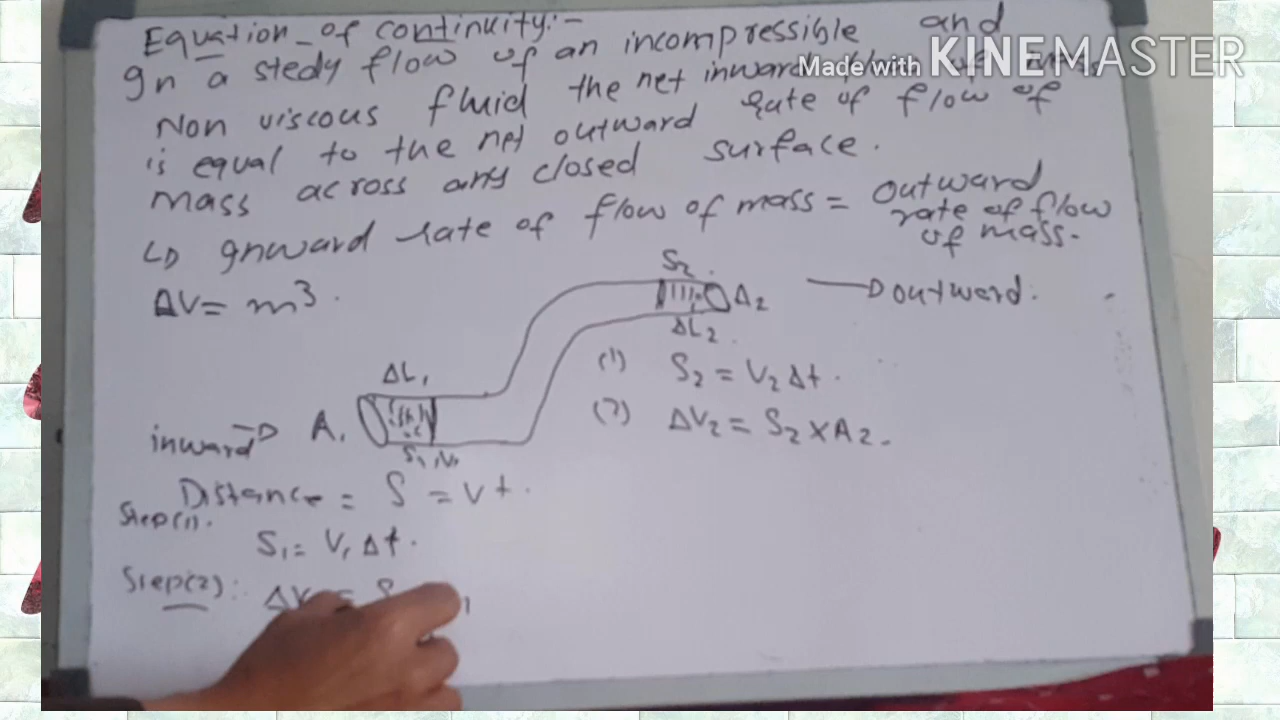 Equation of continuity:-
In a stedy flow of an incompressible and
Non viscous fluid the net inward
is equal to the net outward rate of flow of
mass across any closed surface.
↳ Inward rate of flow of mass = outward
rate of flow
of mass.
ΔV = m³.
S₂
A₂
→ outward.
ΔL₂
ΔL₁
(1) S₂ = V₂ Δt.
(2) ΔV₂ = S₂ × A₂.
inward → A₁
S₁, V₁
Distance = S = vt.
Step(1).
S₁ = V₁ Δt.
Step(2):
Made with KINEMASTER